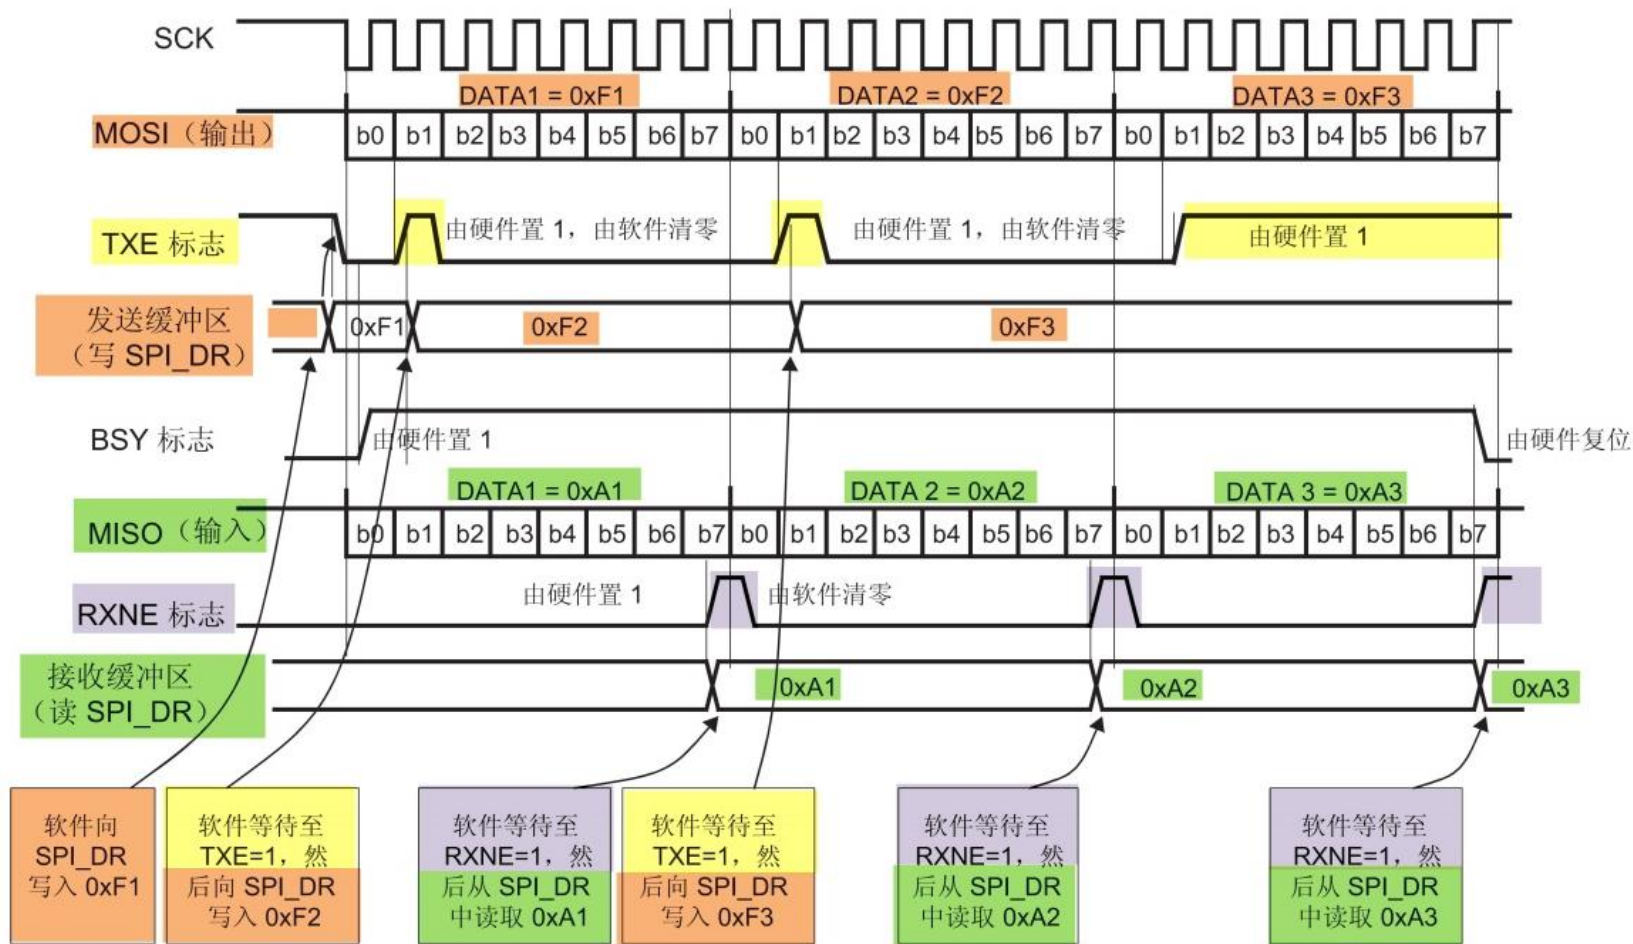 SCK
DATA1 = 0xF1
DATA2 = 0xF2
DATA3 = 0xF3
MOSI（输出）
b0 b1 b2 b3 b4 b5 b6 b7 b0 b1 b2 b3 b4 b5 b6 b7 b0 b1 b2 b3 b4 b5 b6 b7
TXE 标志
由硬件置 1，由软件清零
由硬件置 1，由软件清零
由硬件置 1
发送缓冲区
（写 SPI_DR）
0xF1
0xF2
0xF3
BSY 标志
由硬件置 1
由硬件复位
DATA1 = 0xA1
DATA 2 = 0xA2
DATA 3 = 0xA3
MISO（输入）
b0 b1 b2 b3 b4 b5 b6 b7 b0 b1 b2 b3 b4 b5 b6 b7 b0 b1 b2 b3 b4 b5 b6 b7
RXNE 标志
由硬件置 1
由软件清零
接收缓冲区
（读 SPI_DR）
0xA1
0xA2
0xA3
软件向
SPI_DR
写入 0xF1
软件等待至
TXE=1，然
后向 SPI_DR
写入 0xF2
软件等待至
RXNE=1，然
后从 SPI_DR
中读取 0xA1
软件等待至
TXE=1，然
后向 SPI_DR
写入 0xF3
软件等待至
RXNE=1，然
后从 SPI_DR
中读取 0xA2
软件等待至
RXNE=1，然
后从 SPI_DR
中读取 0xA3